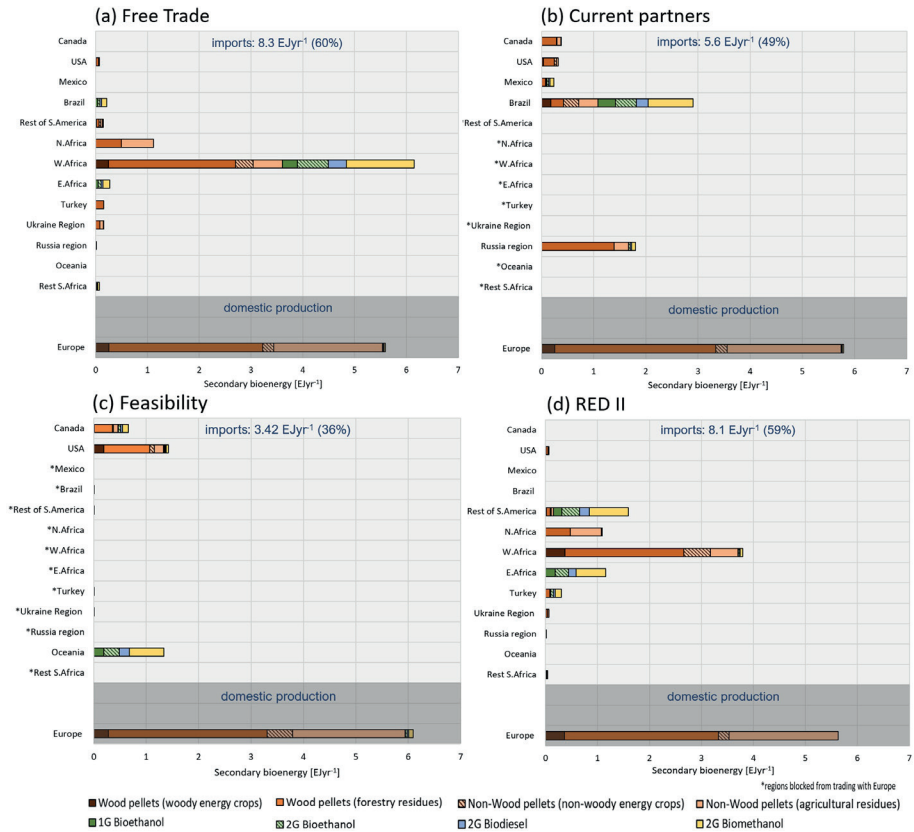 (a) Free Trade
imports: 8.3 EJyr-1 (60%)
Canada
USA
Mexico
Brazil
Rest of S.America
N.Africa
W.Africa
E.Africa
Turkey
Ukraine Region
Russia region
Oceania
Rest S.Africa
domestic production
Europe
0 1 2 3 4 5 6 7
Secondary bioenergy [EJyr-1]
(b) Current partners
imports: 5.6 EJyr-1 (49%)
Canada
USA
Mexico
Brazil
*Rest of S.America
*N.Africa
*W.Africa
*E.Africa
*Turkey
*Ukraine Region
Russia region
*Oceania
*Rest S.Africa
domestic production
Europe
0 1 2 3 4 5 6 7
Secondary bioenergy [EJyr-1]
(c) Feasibility
imports: 3.42 EJyr-1 (36%)
Canada
USA
*Mexico
*Brazil
*Rest of S.America
*N.Africa
*W.Africa
*E.Africa
*Turkey
*Ukraine Region
*Russia region
Oceania
*Rest S.Africa
domestic production
Europe
0 1 2 3 4 5 6 7
Secondary bioenergy [EJyr-1]
(d) RED II
imports: 8.1 EJyr-1 (59%)
Canada
USA
Mexico
Brazil
Rest of S.America
N.Africa
W.Africa
E.Africa
Turkey
Ukraine Region
Russia region
Oceania
Rest S.Africa
domestic production
Europe
0 1 2 3 4 5 6 7
Secondary bioenergy [EJyr-1]
*regions blocked from trading with Europe
Wood pellets (woody energy crops) Wood pellets (forestry residues) Non-Wood pellets (non-woody energy crops) Non-Wood pellets (agricultural residues)
1G Bioethanol 2G Bioethanol 2G Biodiesel 2G Biomethanol